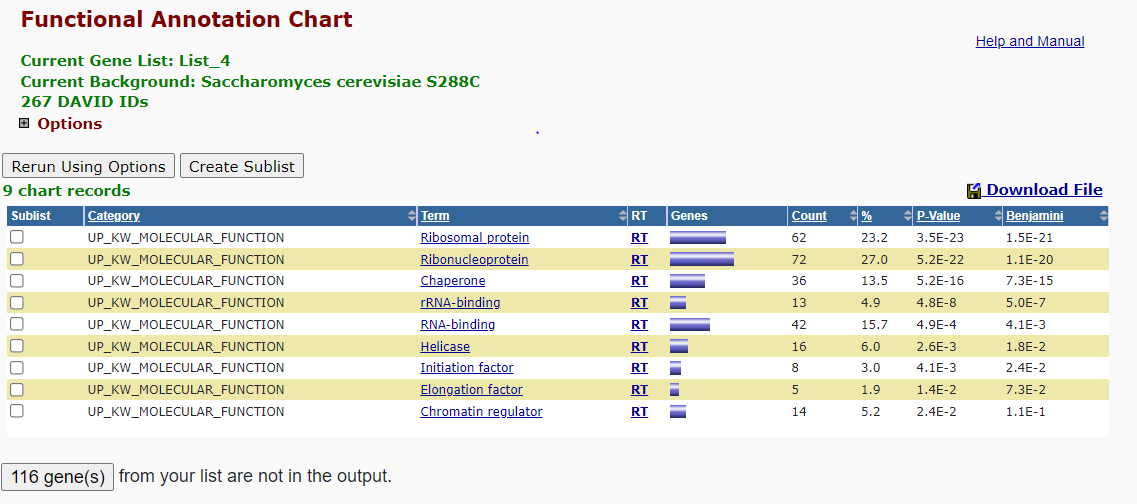 Functional Annotation Chart
Help and Manual
Current Gene List: List_4
Current Background: Saccharomyces cerevisiae S288C
267 DAVID IDs
Options
Rerun Using Options Create Sublist
9 chart records Download File
Sublist Category Term RT Genes Count % P-Value Benjamini
UP_KW_MOLECULAR_FUNCTION Ribosomal protein RT 62 23.2 3.5E-23 1.5E-21
UP_KW_MOLECULAR_FUNCTION Ribonucleoprotein RT 72 27.0 5.2E-22 1.1E-20
UP_KW_MOLECULAR_FUNCTION Chaperone RT 36 13.5 5.2E-16 7.3E-15
UP_KW_MOLECULAR_FUNCTION rRNA-binding RT 13 4.9 4.8E-8 5.0E-7
UP_KW_MOLECULAR_FUNCTION RNA-binding RT 42 15.7 4.9E-4 4.1E-3
UP_KW_MOLECULAR_FUNCTION Helicase RT 16 6.0 2.6E-3 1.8E-2
UP_KW_MOLECULAR_FUNCTION Initiation factor RT 8 3.0 4.1E-3 2.4E-2
UP_KW_MOLECULAR_FUNCTION Elongation factor RT 5 1.9 1.4E-2 7.3E-2
UP_KW_MOLECULAR_FUNCTION Chromatin regulator RT 14 5.2 2.4E-2 1.1E-1
116 gene(s) from your list are not in the output.